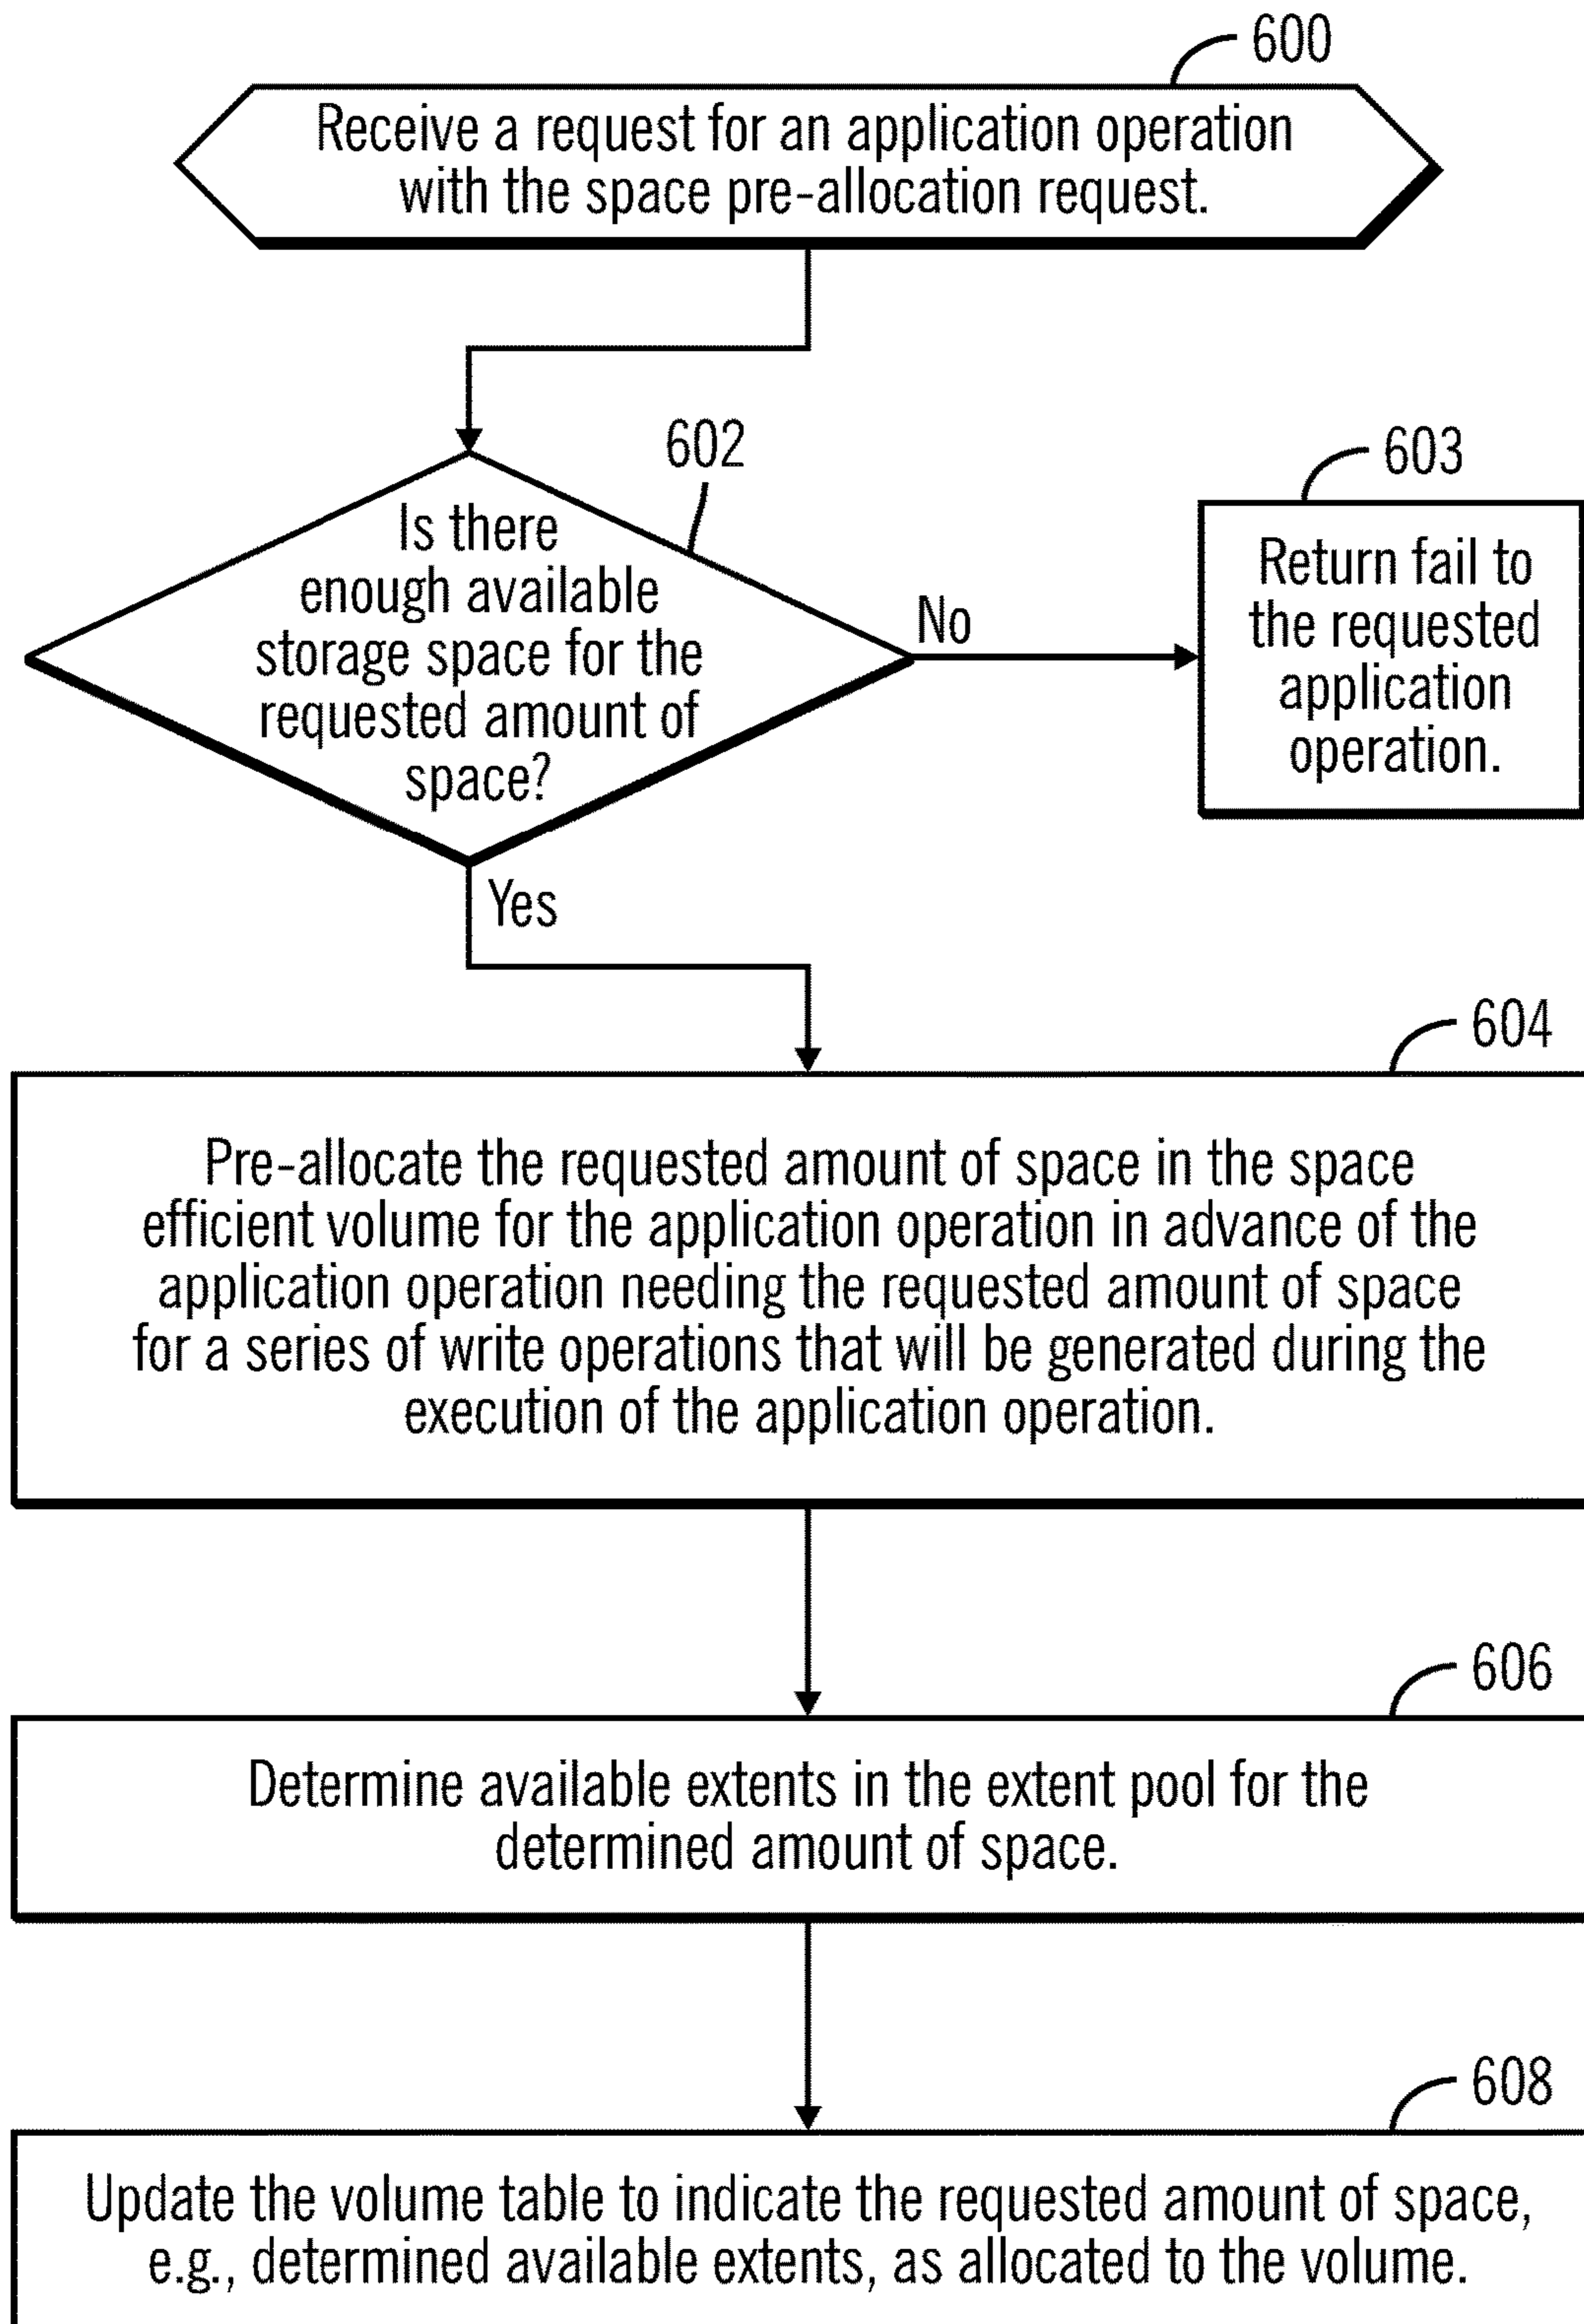 600
Receive a request for an application operation
with the space pre-allocation request.
602
Is there
enough available
storage space for the
requested amount of
space?
No
603
Return fail to
the requested
application
operation.
Yes
604
Pre-allocate the requested amount of space in the space
efficient volume for the application operation in advance of the
application operation needing the requested amount of space
for a series of write operations that will be generated during the
execution of the application operation.
606
Determine available extents in the extent pool for the
determined amount of space.
608
Update the volume table to indicate the requested amount of space,
e.g., determined available extents, as allocated to the volume.